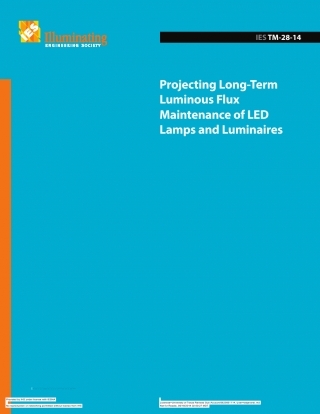 IES
Illuminating
ENGINEERING SOCIETY
IES TM-28-14
Projecting Long-Term
Luminous Flux
Maintenance of LED
Lamps and Luminaires